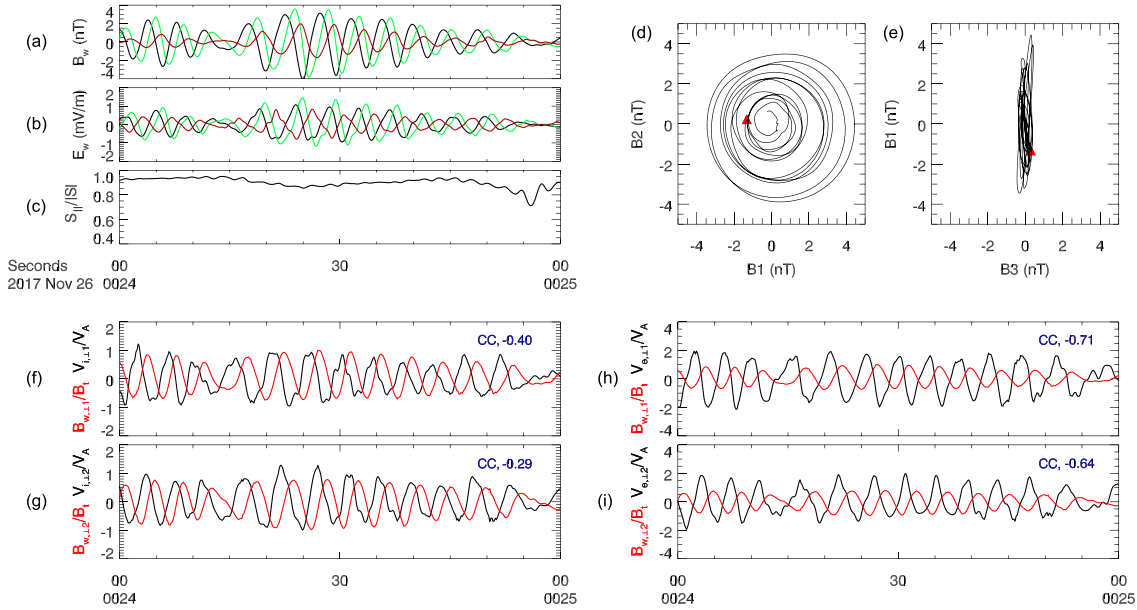 (a)
B_w (nT)
4
2
0
-2
-4
(b)
E_w (mV/m)
2
1
0
-1
-2
(c)
S_||/|S|
1.0
0.8
0.6
0.4
Seconds
2017 Nov 26
00
0024
30
00
0025
(d)
B2 (nT)
4
2
0
-2
-4
-4
-2
0
2
4
B1 (nT)
(e)
B1 (nT)
4
2
0
-2
-4
-4
-2
0
2
4
B3 (nT)
(f)
B_w,⊥1/B_t V_i,⊥1/V_A
2
1
0
-1
-2
CC, -0.40
(g)
B_w,⊥2/B_t V_i,⊥2/V_A
2
1
0
-1
-2
CC, -0.29
00
0024
30
00
0025
(h)
B_w,⊥1/B_t V_e,⊥1/V_A
4
2
0
-2
-4
CC, -0.71
(i)
B_w,⊥2/B_t V_e,⊥2/V_A
4
2
0
-2
-4
CC, -0.64
00
0024
30
00
0025